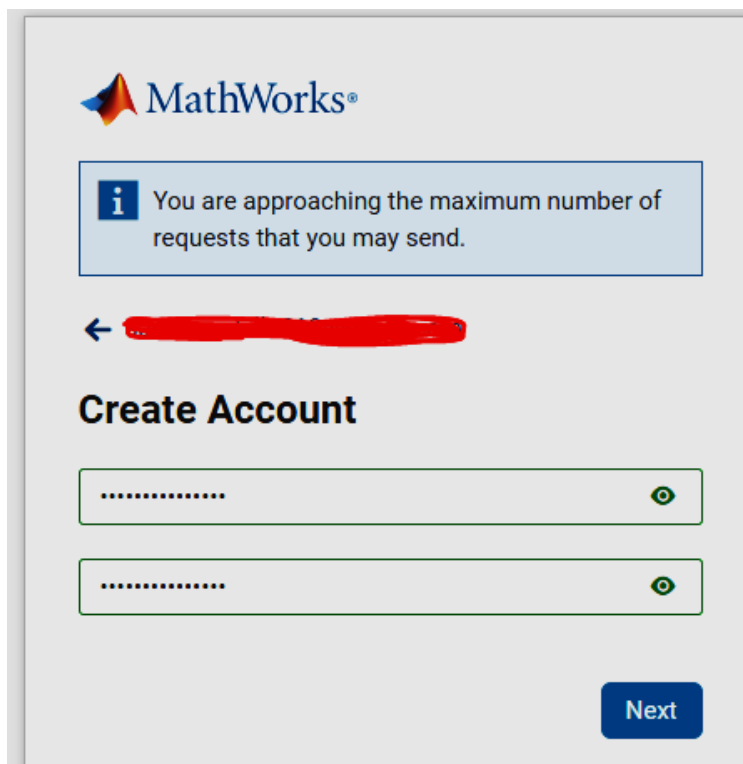 MathWorks®
You are approaching the maximum number of
requests that you may send.
Create Account
•••••••••••••••
•••••••••••••••
Next